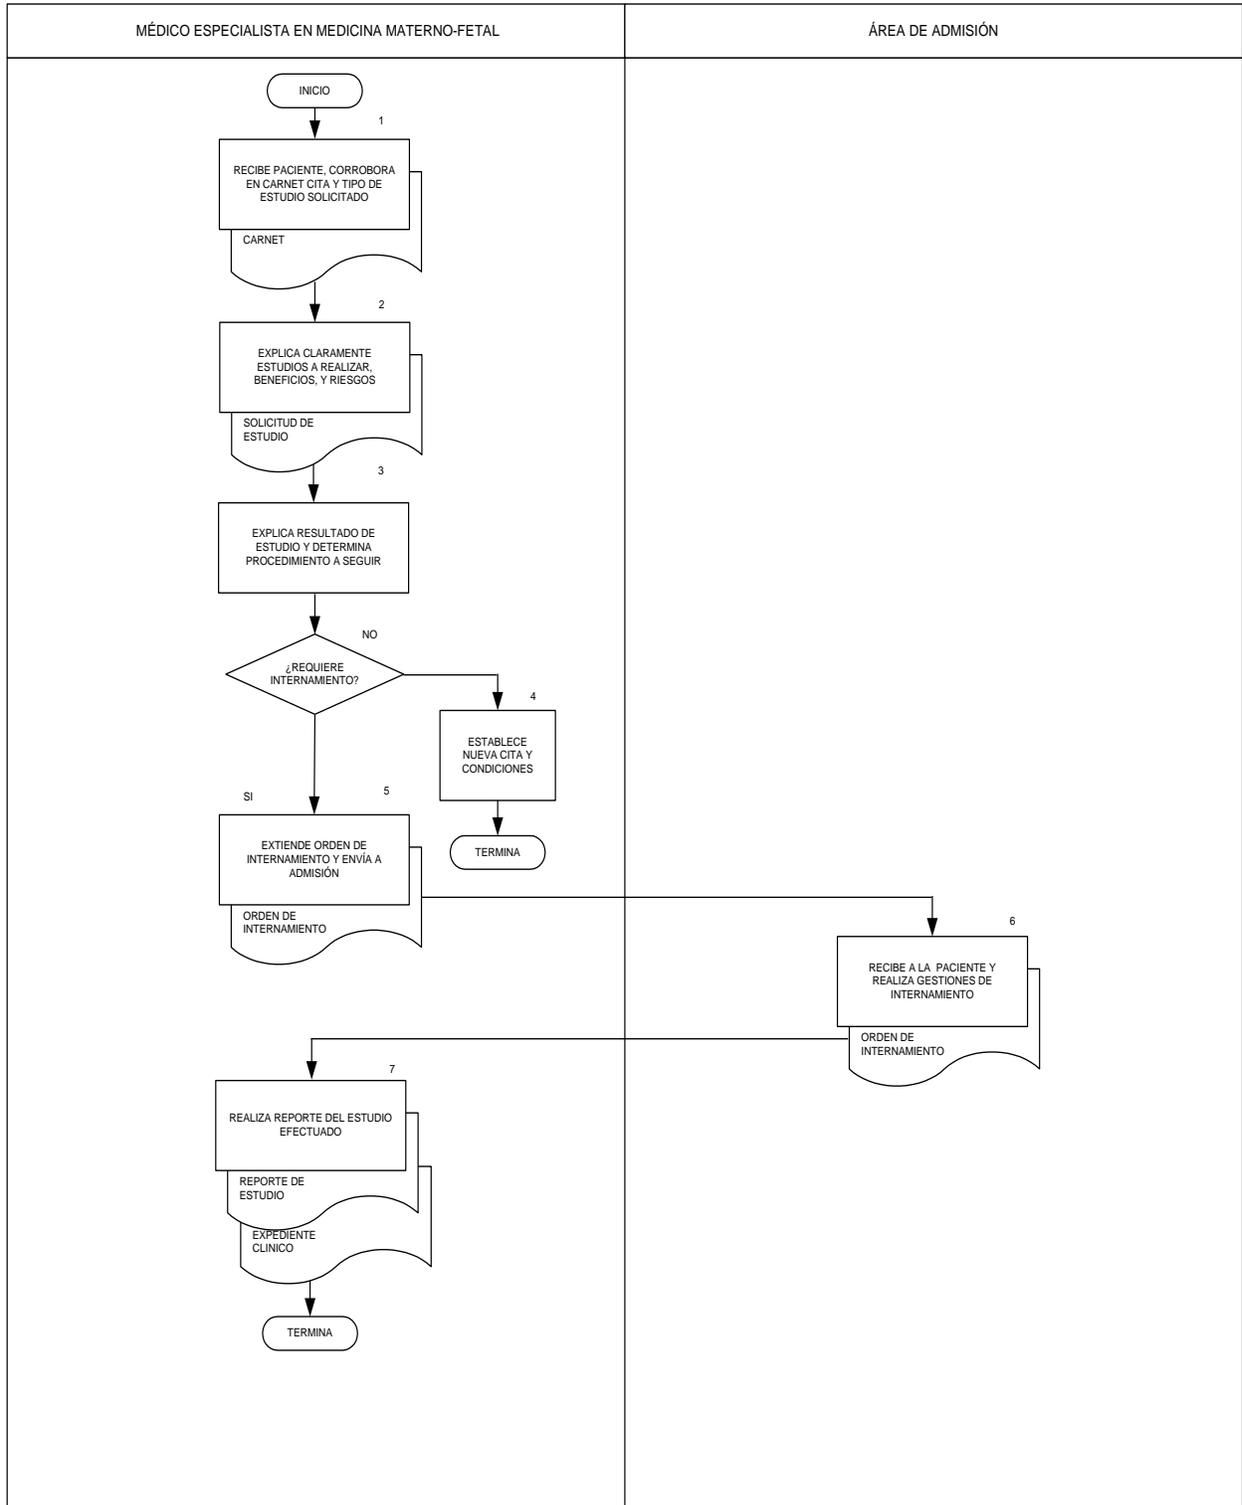 MÉDICO ESPECIALISTA EN MEDICINA MATERNO-FETAL
ÁREA DE ADMISIÓN
INICIO
1
RECIBE PACIENTE, CORROBORA
EN CARNET CITA Y TIPO DE
ESTUDIO SOLICITADO
CARNET
2
EXPLICA CLARAMENTE
ESTUDIOS A REALIZAR,
BENEFICIOS, Y RIESGOS
SOLICITUD DE
ESTUDIO
3
EXPLICA RESULTADO DE
ESTUDIO Y DETERMINA
PROCEDIMIENTO A SEGUIR
¿REQUIERE
INTERNAMIENTO?
NO
4
ESTABLECE
NUEVA CITA Y
CONDICIONES
TERMINA
SI
5
EXTIENDE ORDEN DE
INTERNAMIENTO Y ENVÍA A
ADMISIÓN
ORDEN DE
INTERNAMIENTO
6
RECIBE A LA  PACIENTE Y
REALIZA GESTIONES DE
INTERNAMIENTO
ORDEN DE
INTERNAMIENTO
7
REALIZA REPORTE DEL ESTUDIO
EFECTUADO
REPORTE DE
ESTUDIO
EXPEDIENTE
CLINICO
TERMINA